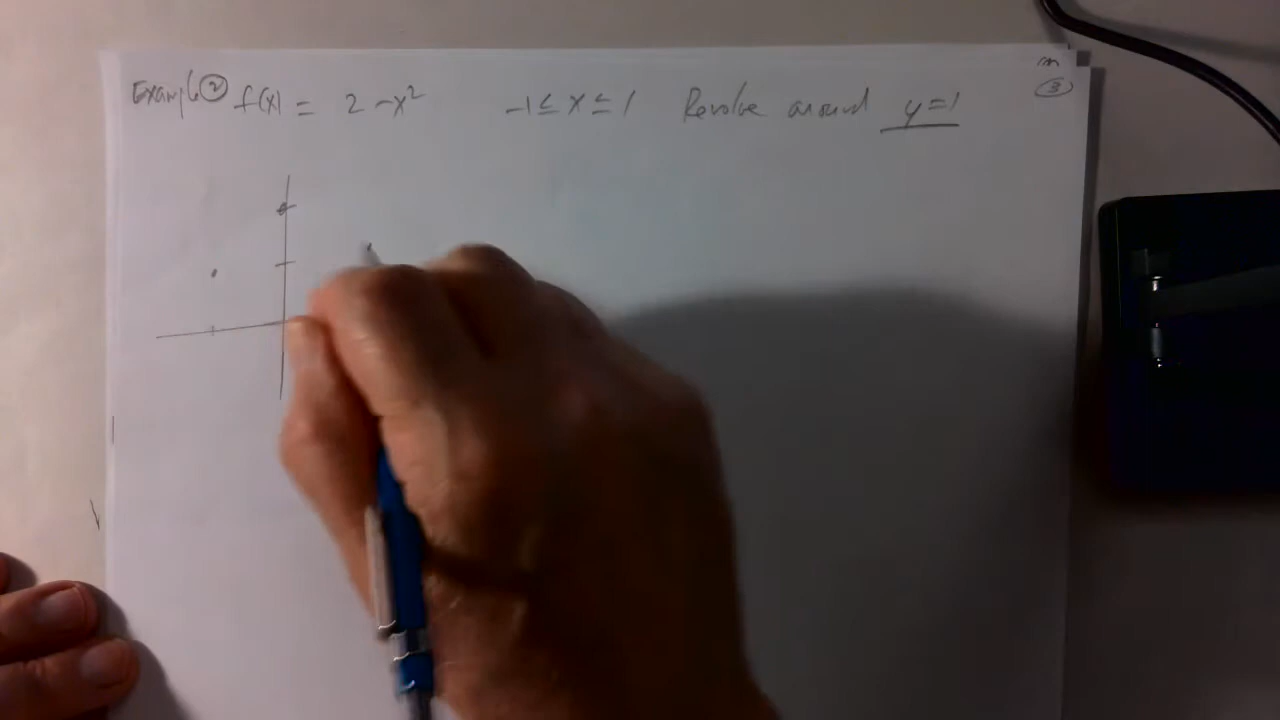 Example ② f(x) = 2 - x² -1 ≤ x ≤ 1 Revolve around y = 1
③